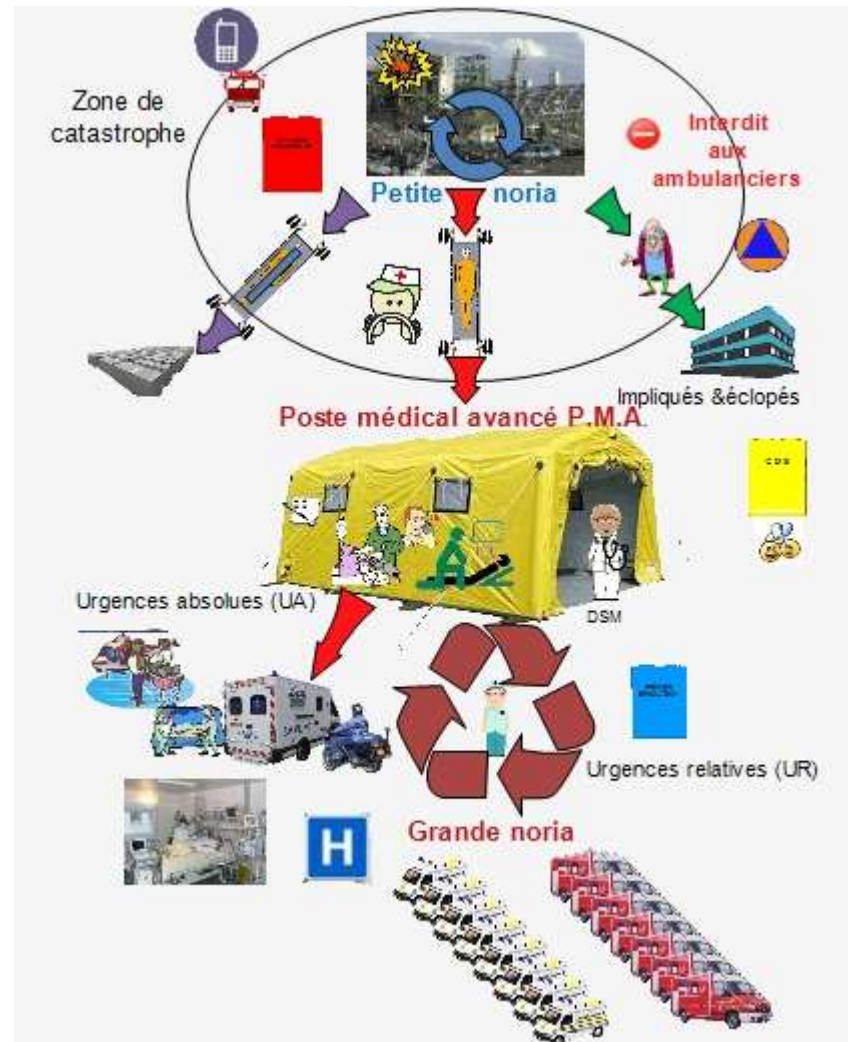 Zone de
catastrophe
Interdit
aux
ambulanciers
Petite noria
Impliqués &éclopés
Poste médical avancé P.M.A.
C O S
Urgences absolues (UA)
DSM
Urgences relatives (UR)
H
Grande noria